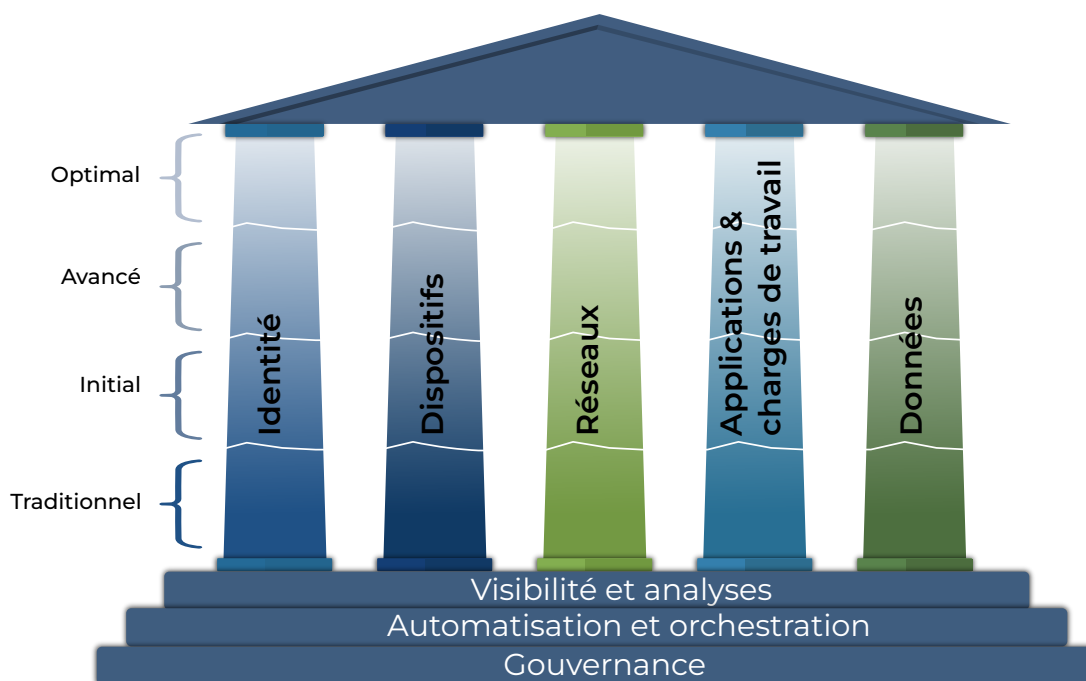 Optimal
Avancé
Initial
Traditionnel
Identité
Dispositifs
Réseaux
Applications &
charges de travail
Données
Visibilité et analyses
Automatisation et orchestration
Gouvernance